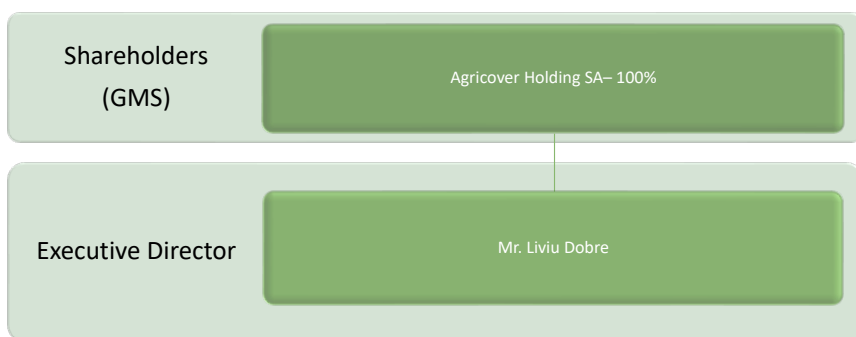 Shareholders
(GMS)
Agricover Holding SA– 100%
Executive Director
Mr. Liviu Dobre